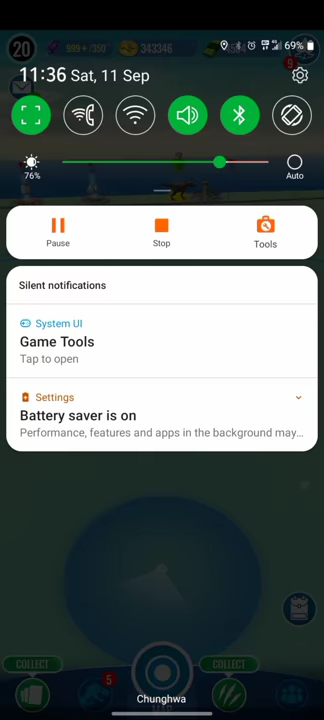 20
999+ / 350
343346
69%
9
11:36 Sat, 11 Sep
76%
Auto
Pause
Stop
Tools
Silent notifications
System UI
Game Tools
Tap to open
Settings
Battery saver is on
Performance, features and apps in the background may...
COLLECT
COLLECT
5
Chunghwa